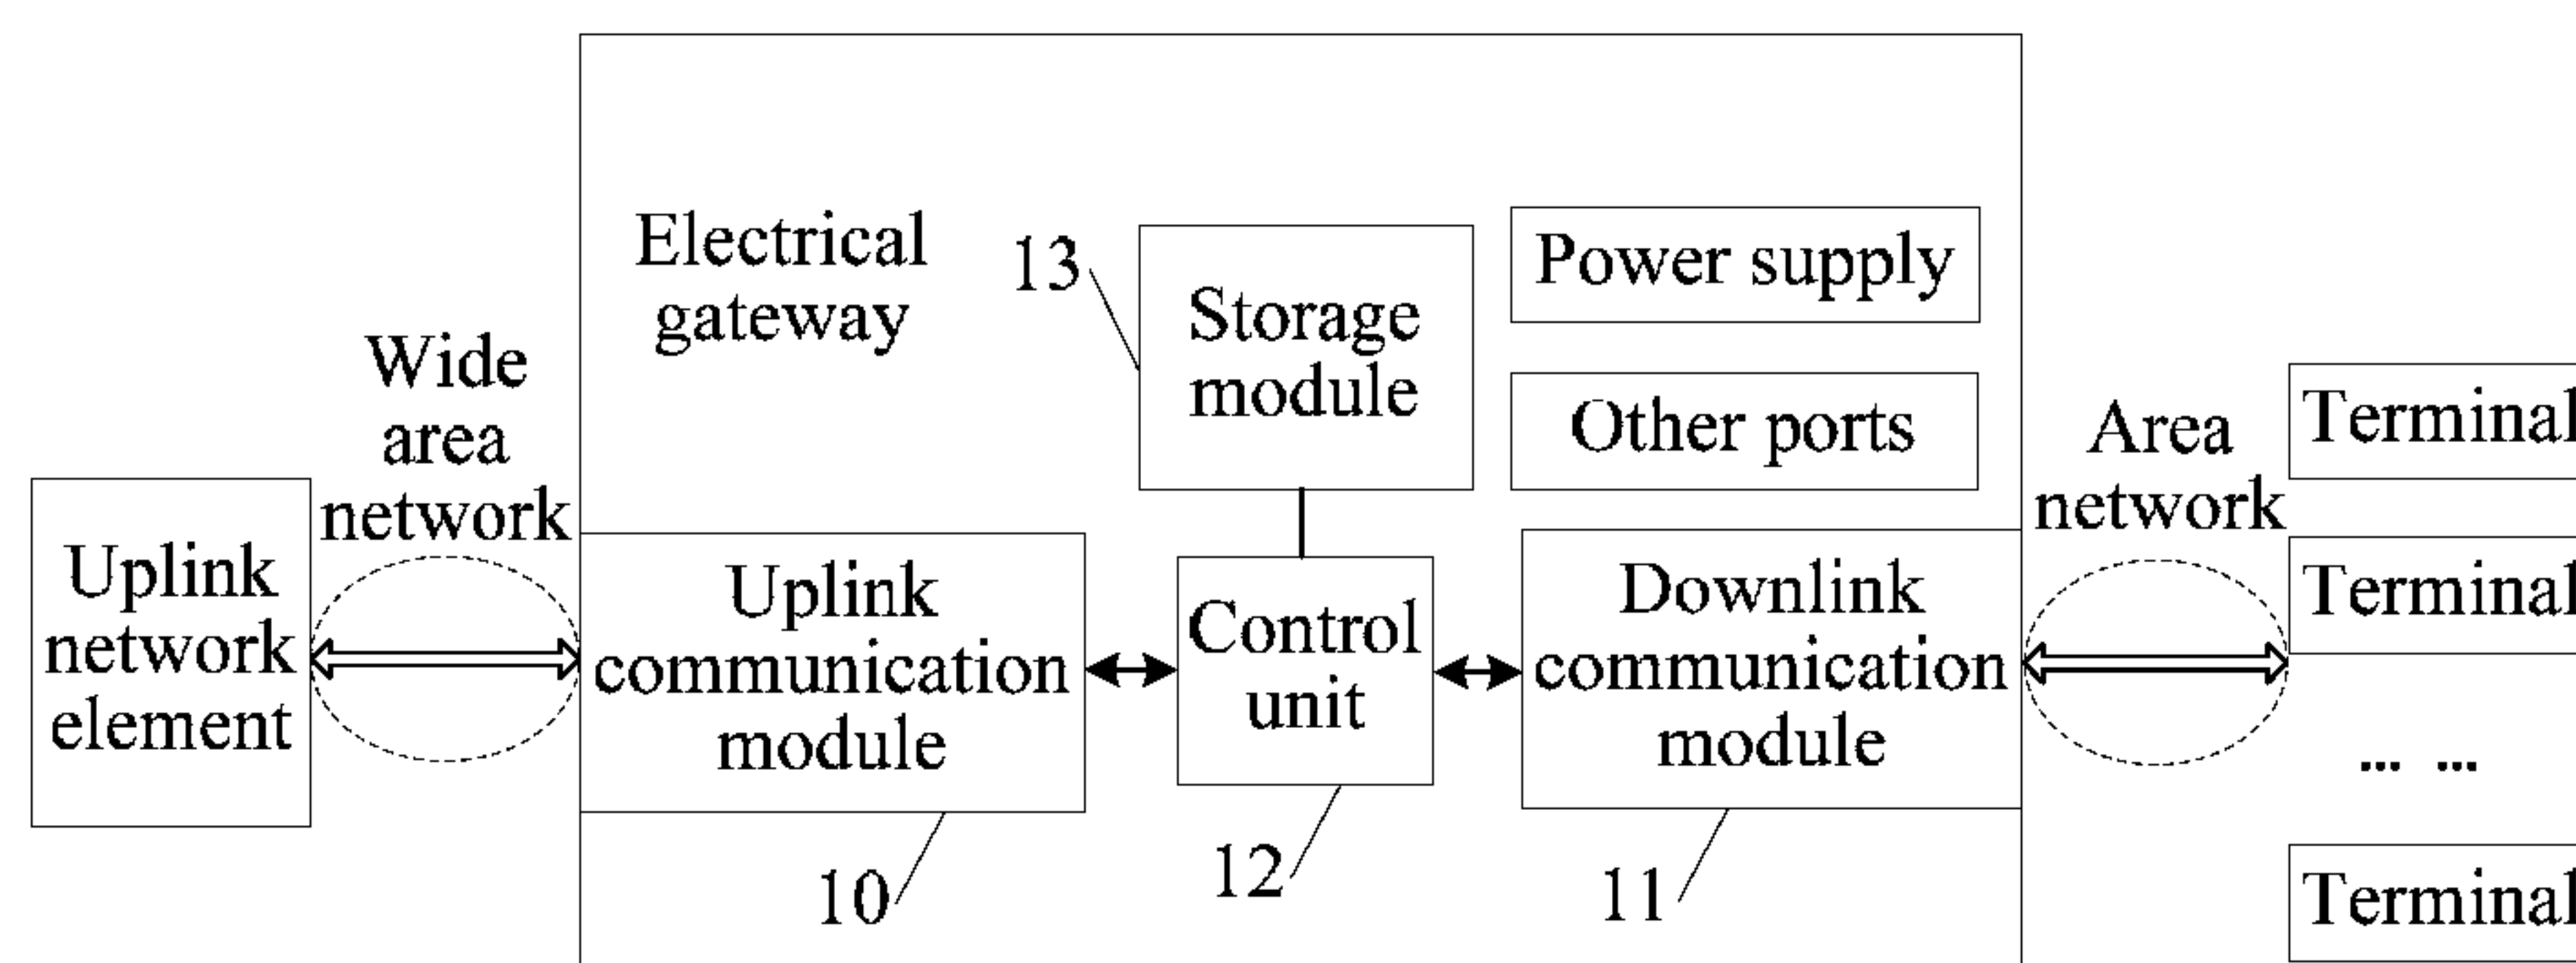 Electrical
gateway
13
Storage
module
Power supply
Other ports
Wide
area
network
Area
network
Terminal
Terminal
... ...
Terminal
Uplink
network
element
Uplink
communication
module
Control
unit
Downlink
communication
module
10
12
11